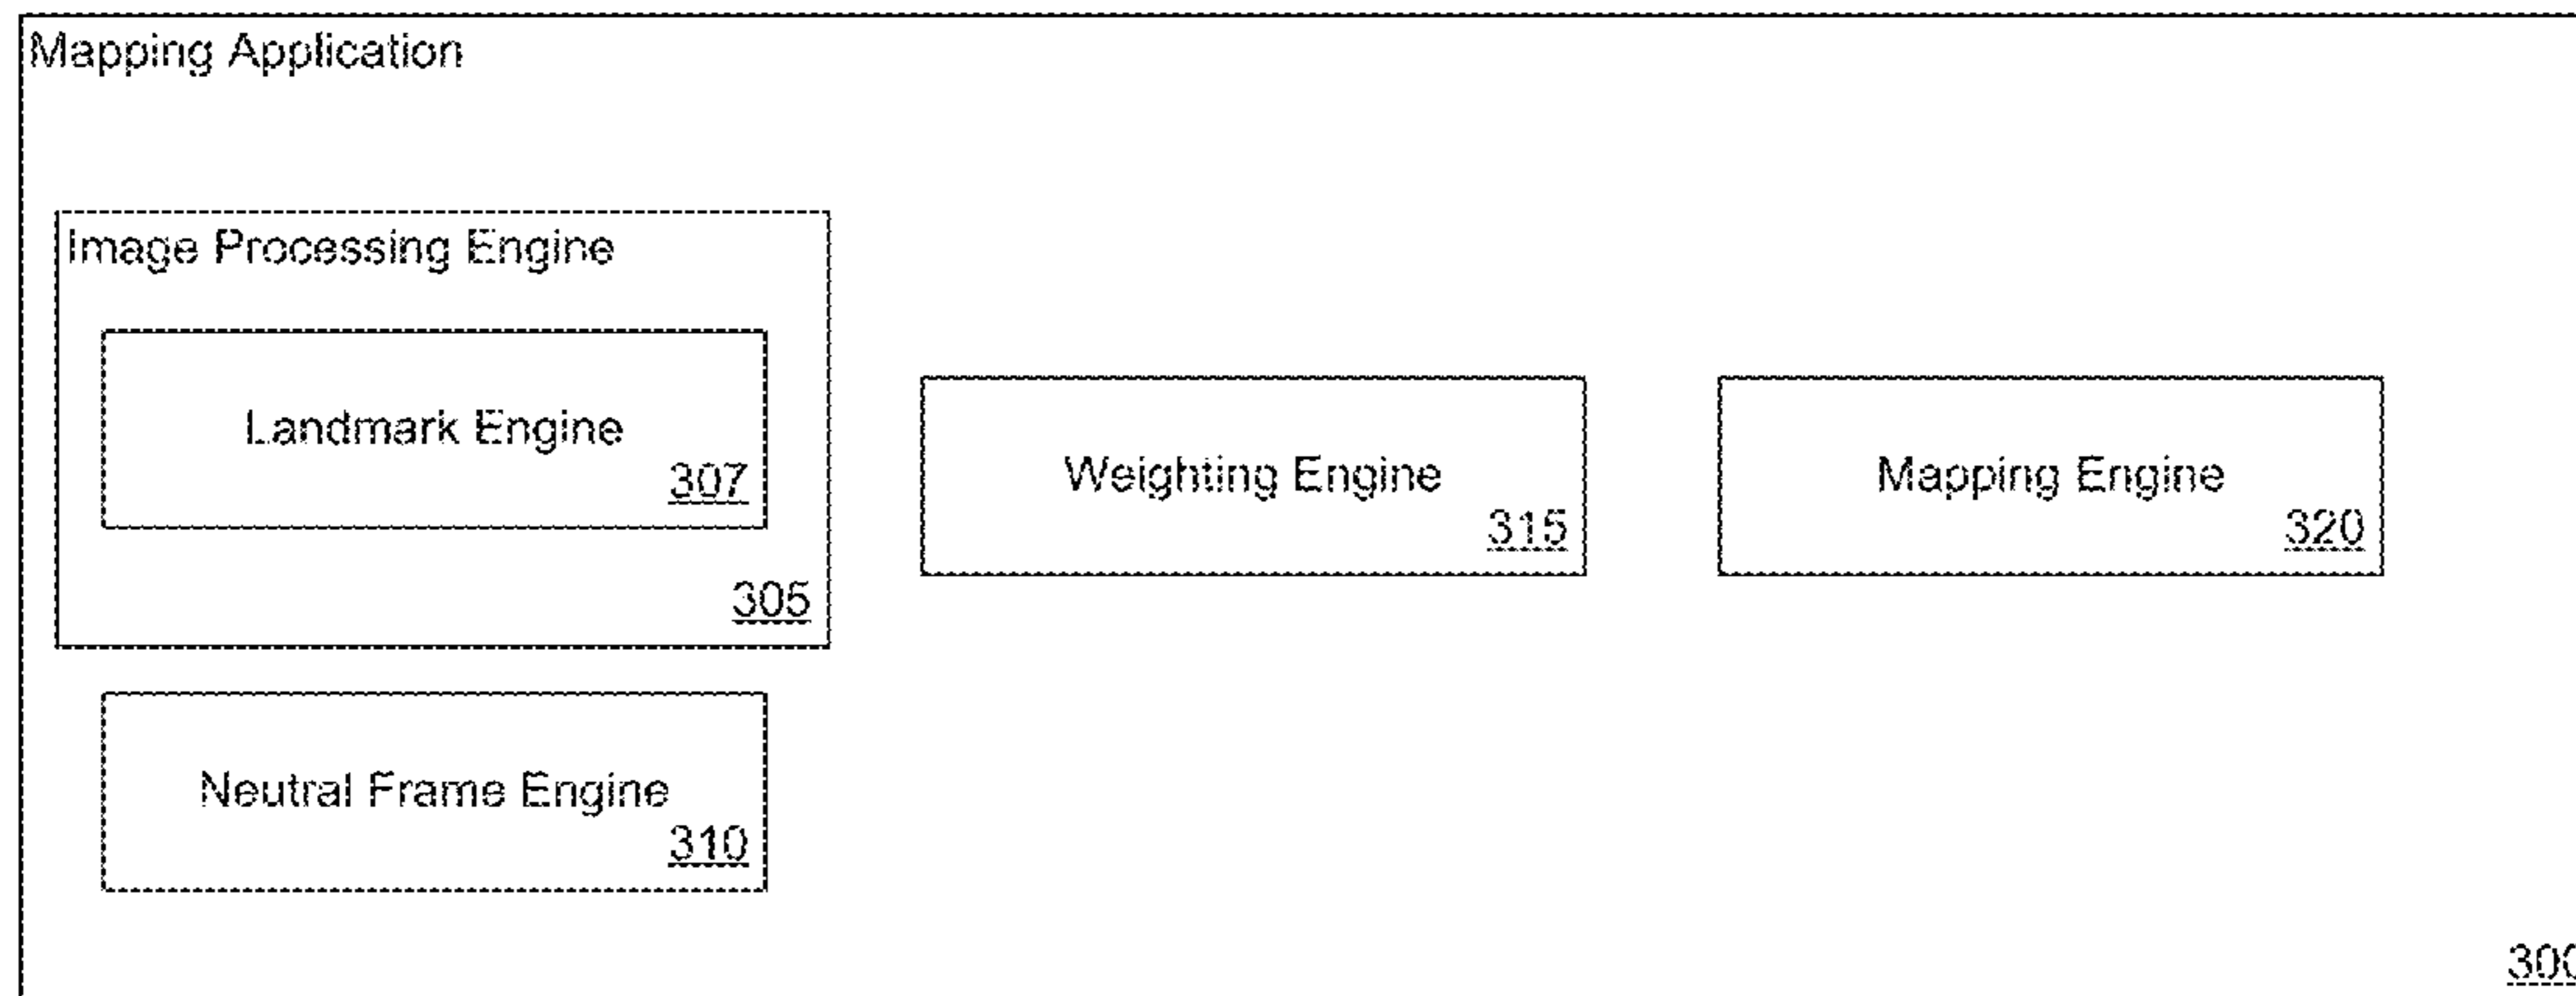 Mapping Application
Image Processing Engine
Landmark Engine
307
305
Weighting Engine
315
Mapping Engine
320
Neutral Frame Engine
310
300